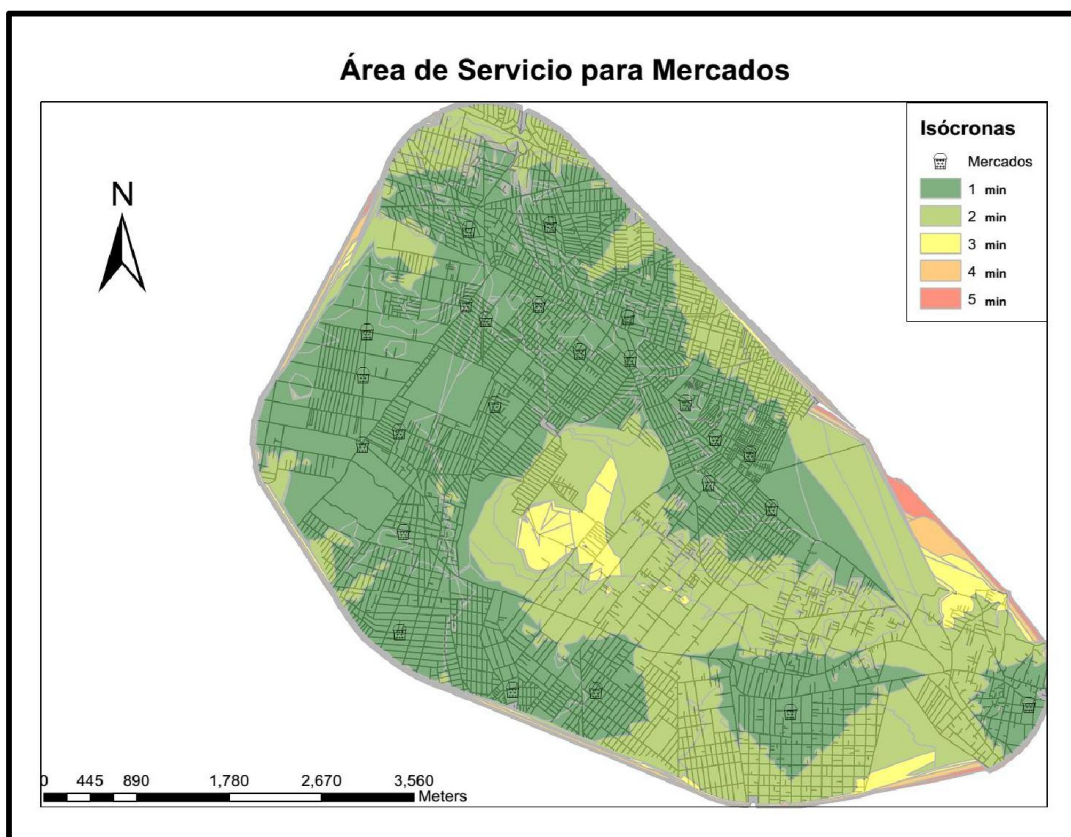 Área de Servicio para Mercados
Isócronas
Mercados
1 min
2 min
3 min
4 min
5 min
N
0 445 890 1,780 2,670 3,560
Meters